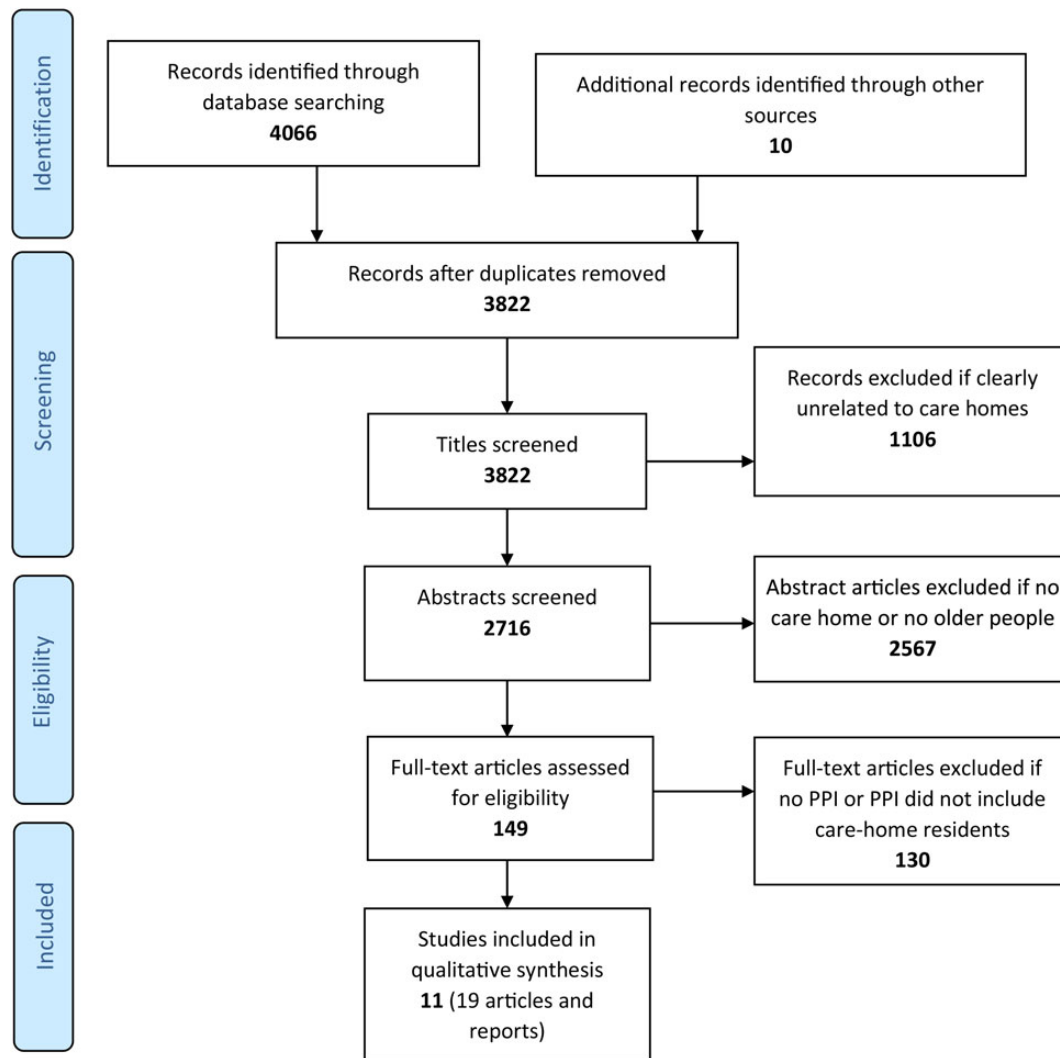 Identification
Records identified through
database searching
4066
Additional records identified through other
sources
10
Screening
Records after duplicates removed
3822
Titles screened
3822
Records excluded if clearly
unrelated to care homes
1106
Eligibility
Abstracts screened
2716
Abstract articles excluded if no
care home or no older people
2567
Full-text articles assessed
for eligibility
149
Full-text articles excluded if
no PPI or PPI did not include
care-home residents
130
Included
Studies included in
qualitative synthesis
11 (19 articles and
reports)